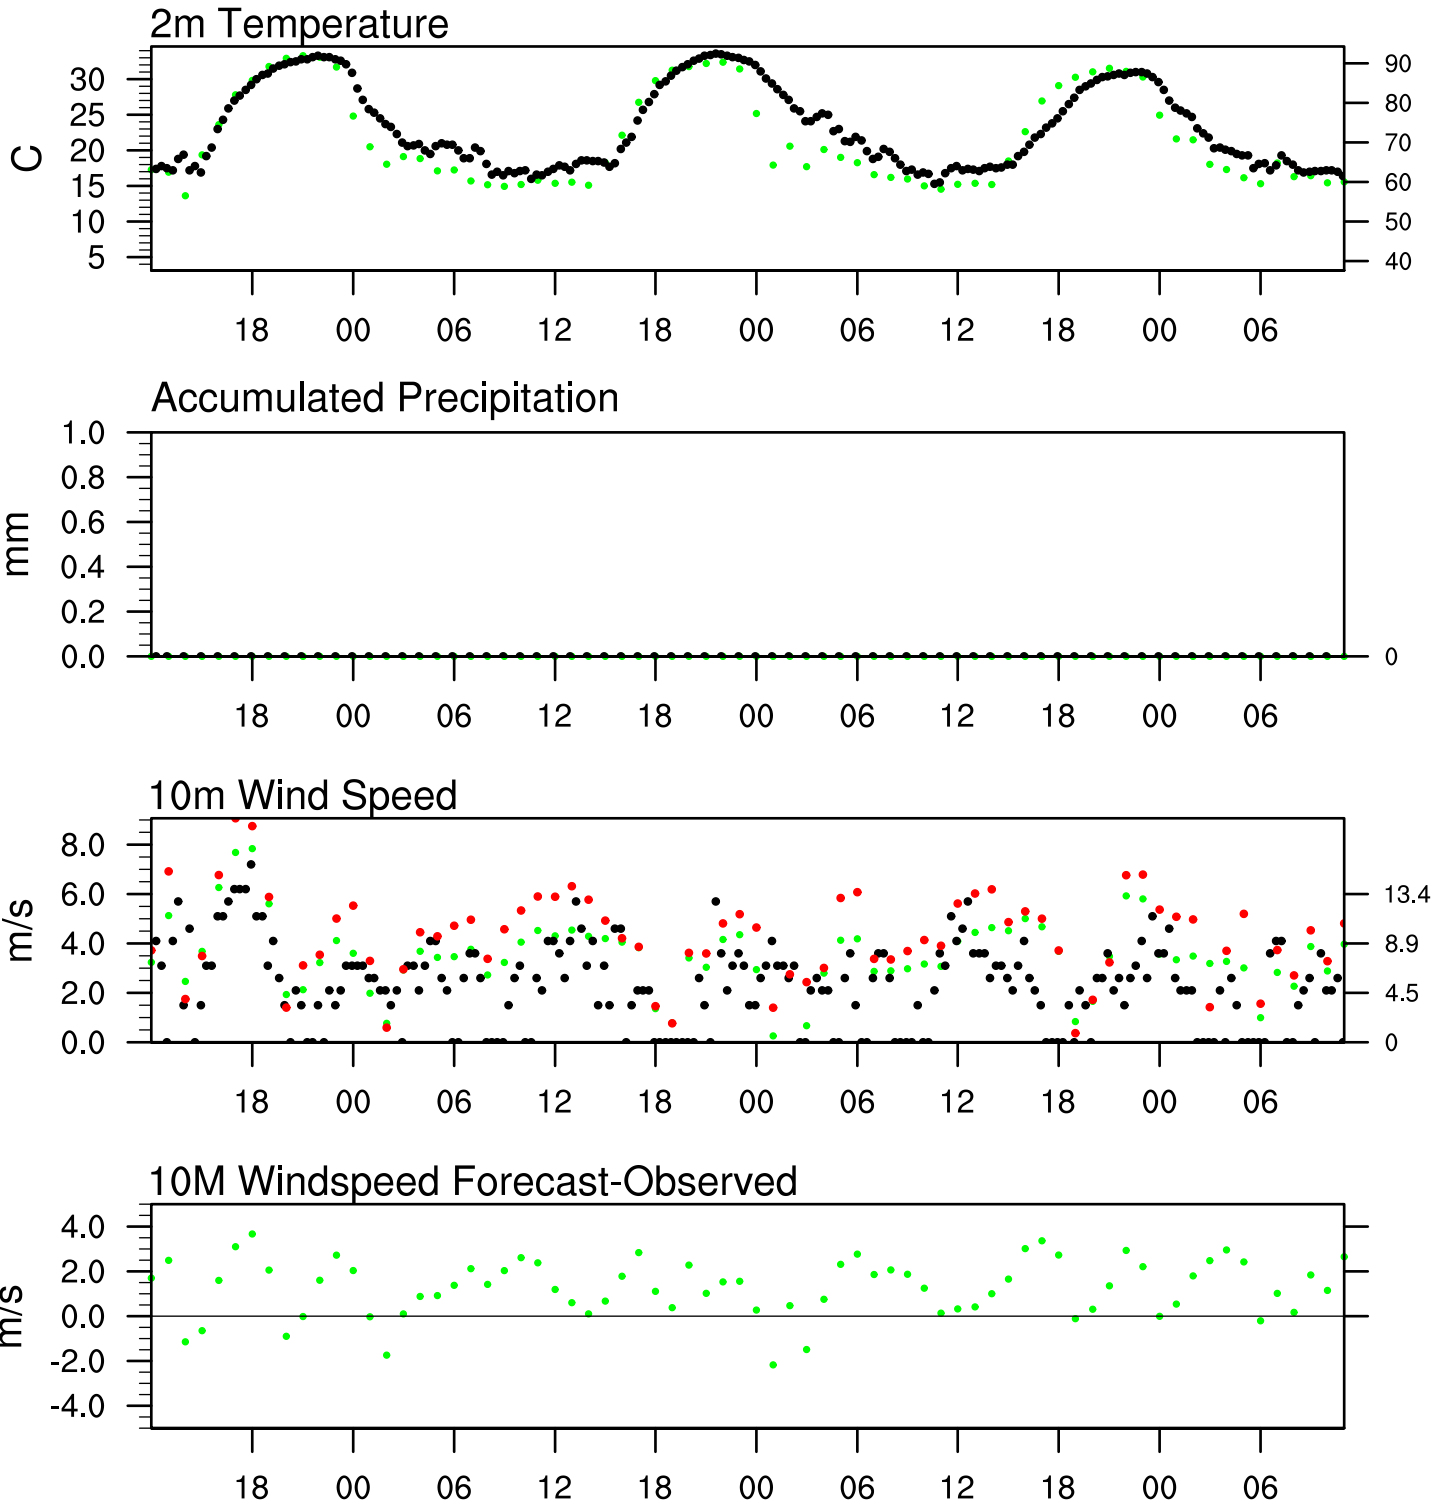 2m Temperature
30
25
20
15
10
5
C
90
80
70
60
50
40
18 00 06 12 18 00 06 12 18 00 06
Accumulated Precipitation
1.0
0.8
0.6
0.4
0.2
0.0
mm
0
18 00 06 12 18 00 06 12 18 00 06
10m Wind Speed
8.0
6.0
4.0
2.0
0.0
m/s
13.4
8.9
4.5
0
18 00 06 12 18 00 06 12 18 00 06
10M Windspeed Forecast-Observed
4.0
2.0
0.0
-2.0
-4.0
m/s
18 00 06 12 18 00 06 12 18 00 06